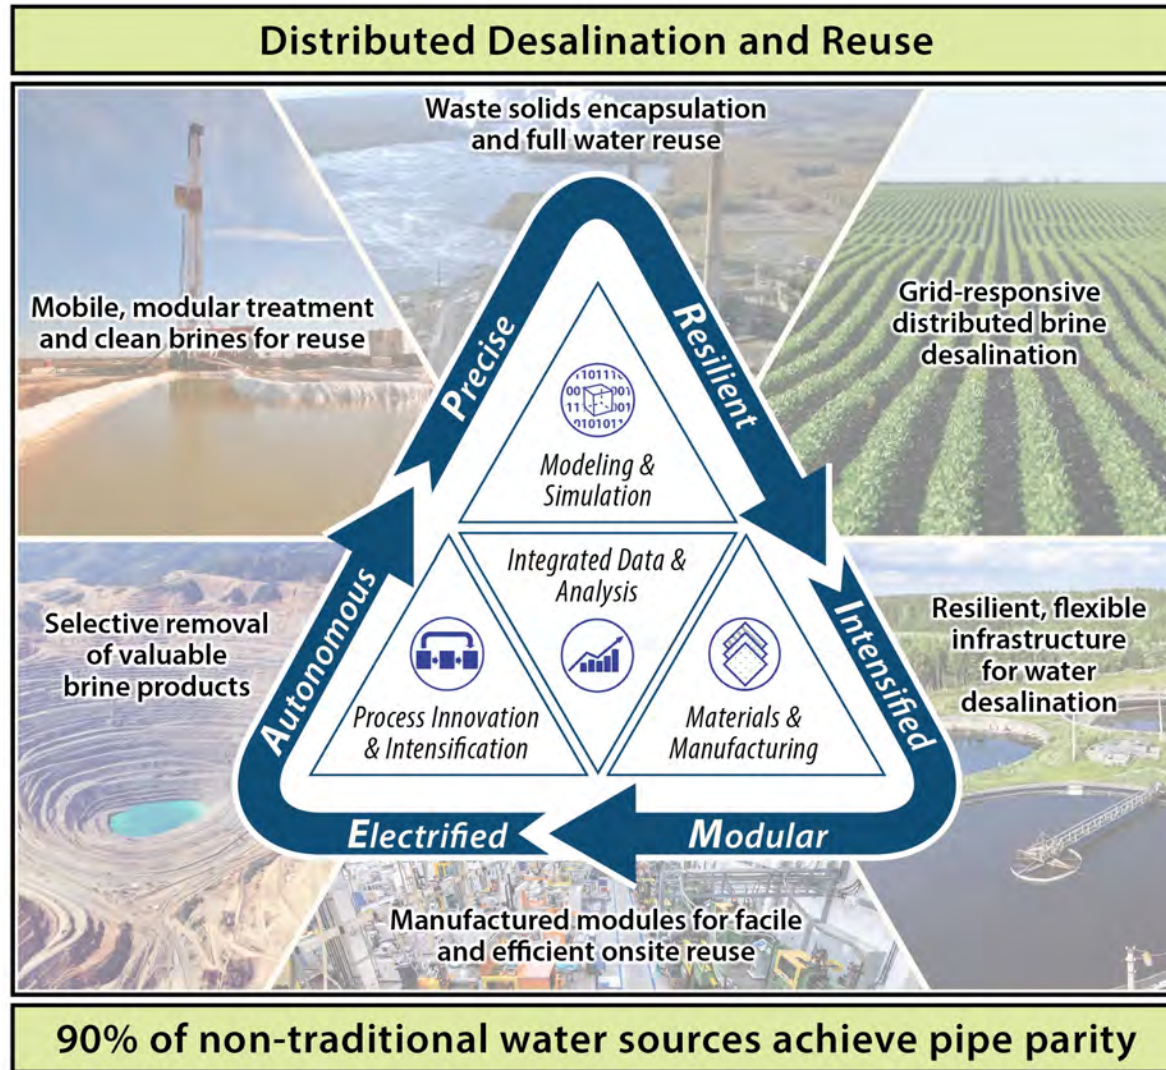 Distributed Desalination and Reuse
Waste solids encapsulation
and full water reuse
Mobile, modular treatment
and clean brines for reuse
Grid-responsive
distributed brine
desalination
Precise
Resilient
Autonomous
Intensified
Electrified
Modular
Modeling &
Simulation
Integrated Data &
Analysis
Process Innovation
& Intensification
Materials &
Manufacturing
Selective removal
of valuable
brine products
Resilient, flexible
infrastructure
for water
desalination
Manufactured modules for facile
and efficient onsite reuse
90% of non-traditional water sources achieve pipe parity